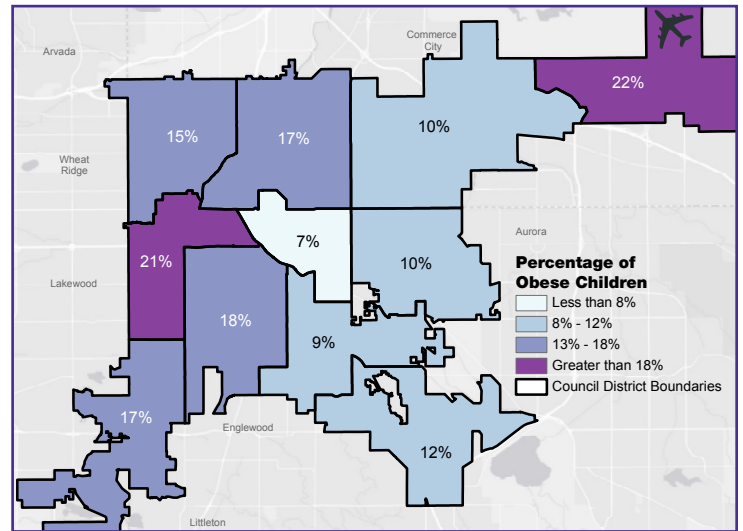 Commerce
City
Arvada
22%
15%
17%
10%
Wheat
Ridge
Aurora
7%
10%
21%
Lakewood
18%
9%
17%
Englewood
12%
Littleton
Percentage of
Obese Children
Less than 8%
8% - 12%
13% - 18%
Greater than 18%
Council District Boundaries